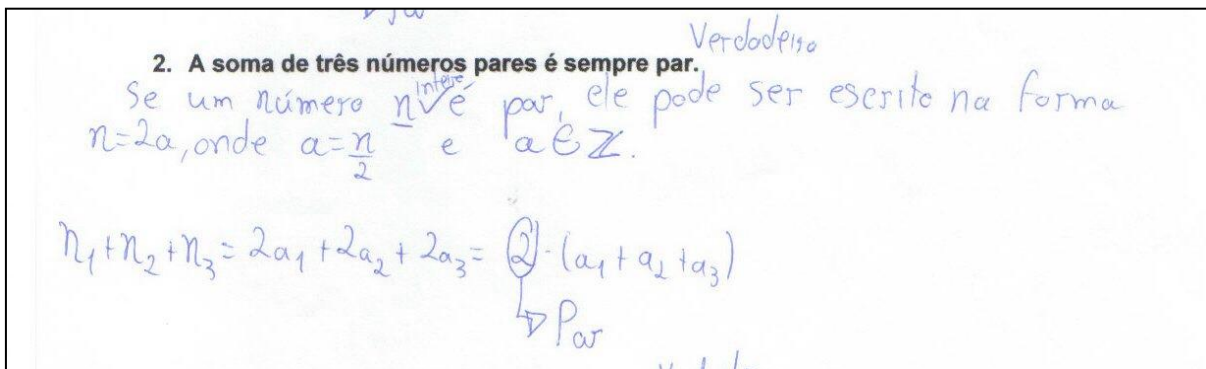 Verdadeiro
2. A soma de três números pares é sempre par.
inteiro
Se um número n é par, ele pode ser escrito na forma
n=2a, onde a=n/2 e a∈Z.
n₁+n₂+n₃=2a₁+2a₂+2a₃=2·(a₁+a₂+a₃)
Par